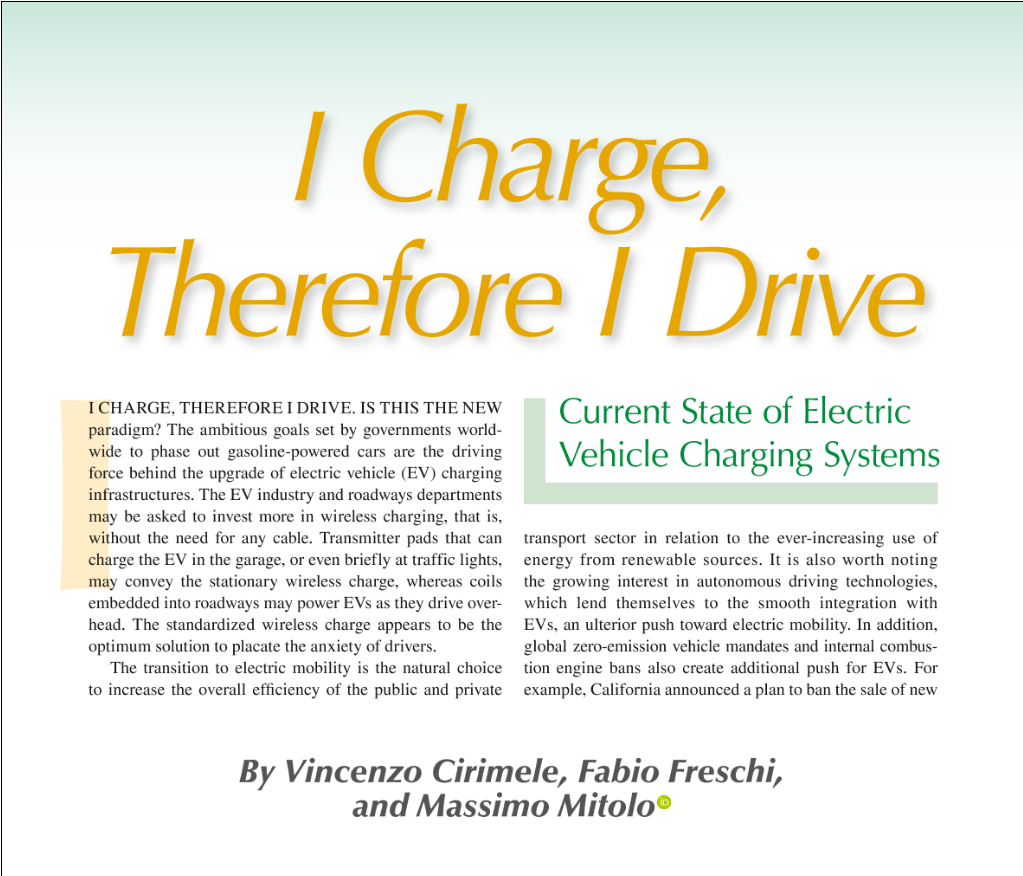 I Charge,
Therefore I Drive
I CHARGE, THEREFORE I DRIVE. IS THIS THE NEW
paradigm? The ambitious goals set by governments world-
wide to phase out gasoline-powered cars are the driving
force behind the upgrade of electric vehicle (EV) charging
infrastructures. The EV industry and roadways departments
may be asked to invest more in wireless charging, that is,
without the need for any cable. Transmitter pads that can
charge the EV in the garage, or even briefly at traffic lights,
may convey the stationary wireless charge, whereas coils
embedded into roadways may power EVs as they drive over-
head. The standardized wireless charge appears to be the
optimum solution to placate the anxiety of drivers.
The transition to electric mobility is the natural choice
to increase the overall efficiency of the public and private
Current State of Electric
Vehicle Charging Systems
transport sector in relation to the ever-increasing use of
energy from renewable sources. It is also worth noting
the growing interest in autonomous driving technologies,
which lend themselves to the smooth integration with
EVs, an ulterior push toward electric mobility. In addition,
global zero-emission vehicle mandates and internal combus-
tion engine bans also create additional push for EVs. For
example, California announced a plan to ban the sale of new
By Vincenzo Cirimele, Fabio Freschi,
and Massimo Mitolo iD